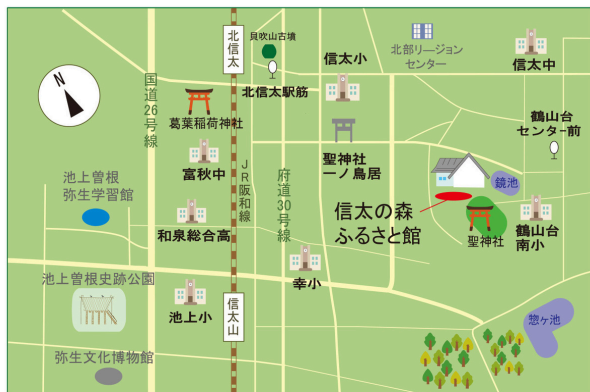 貝吹山古墳
北信太
北部リージョン
センター
信太小
信太中
N
北信太駅筋
国道26号線
葛葉稲荷神社
鶴山台
センター前
聖神社
一ノ鳥居
富秋中
JR阪和線
府道30号線
池上曽根
弥生学習館
鏡池
信太の森
ふるさと館
和泉総合高
聖神社
鶴山台
南小
池上曽根史跡公園
幸小
池上小
信太山
惣ヶ池
弥生文化博物館